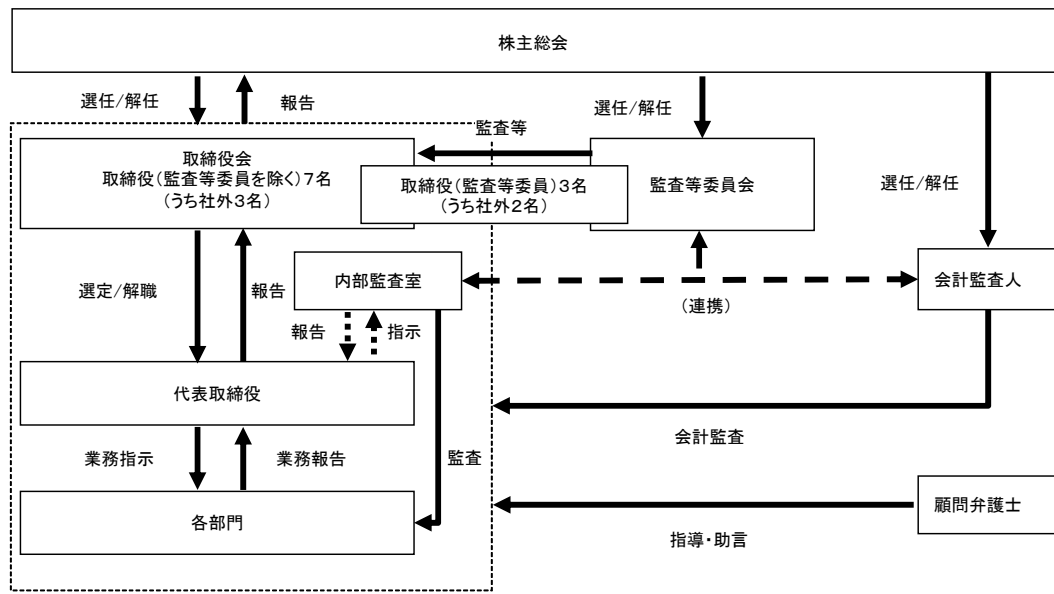 株主総会
選任/解任
報告
選任/解任
監査等
取締役会
取締役(監査等委員を除く)7名
(うち社外3名)
取締役(監査等委員)3名
(うち社外2名)
監査等委員会
選任/解任
内部監査室
会計監査人
選定/解職
報告
(連携)
報告
指示
代表取締役
会計監査
業務指示
業務報告
監査
各部門
顧問弁護士
指導・助言